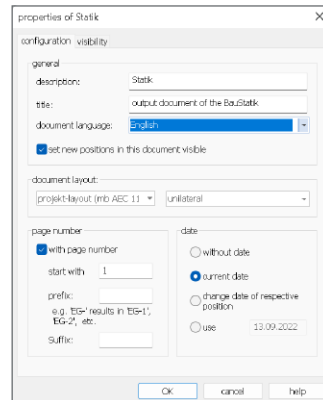 properties of Statik
configuration visibility
general
description: Statik
title: output document of the BauStatik
document language: English
set new positions in this document visible
document layout:
projekt-layout (mb AEC 11 unilateral
page number
with page number
start with 1
prefix:
e.g. 'EG-' results in 'EG-1',
'EG-2', etc.
Suffix:
date
without date
current date
change date of respective
position
use 13.09.2022
OK cancel help